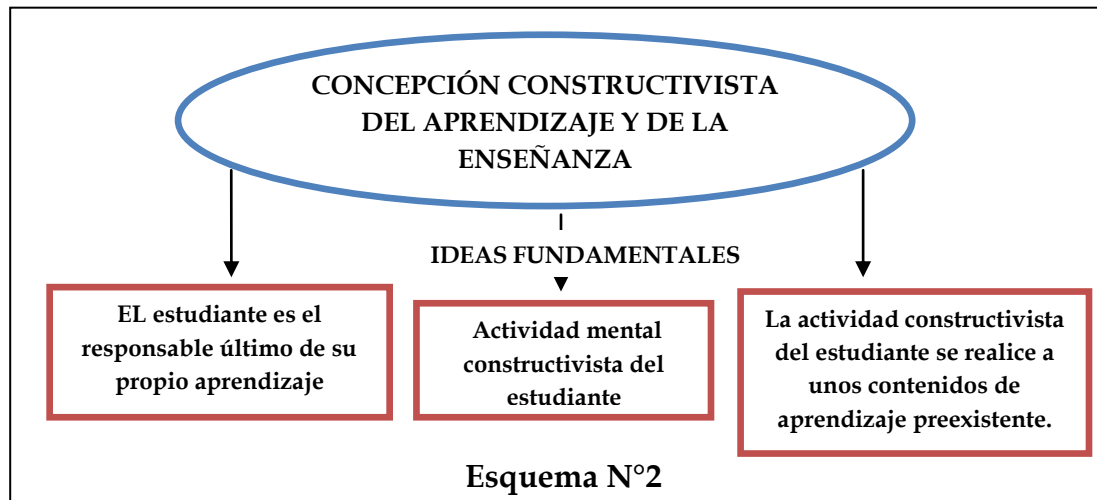 CONCEPCIÓN CONSTRUCTIVISTA
DEL APRENDIZAJE Y DE LA
ENSEÑANZA
IDEAS FUNDAMENTALES
EL estudiante es el
responsable último de su
propio aprendizaje
Actividad mental
constructivista del
estudiante
La actividad constructivista
del estudiante se realice a
unos contenidos de
aprendizaje preexistente.
Esquema N°2